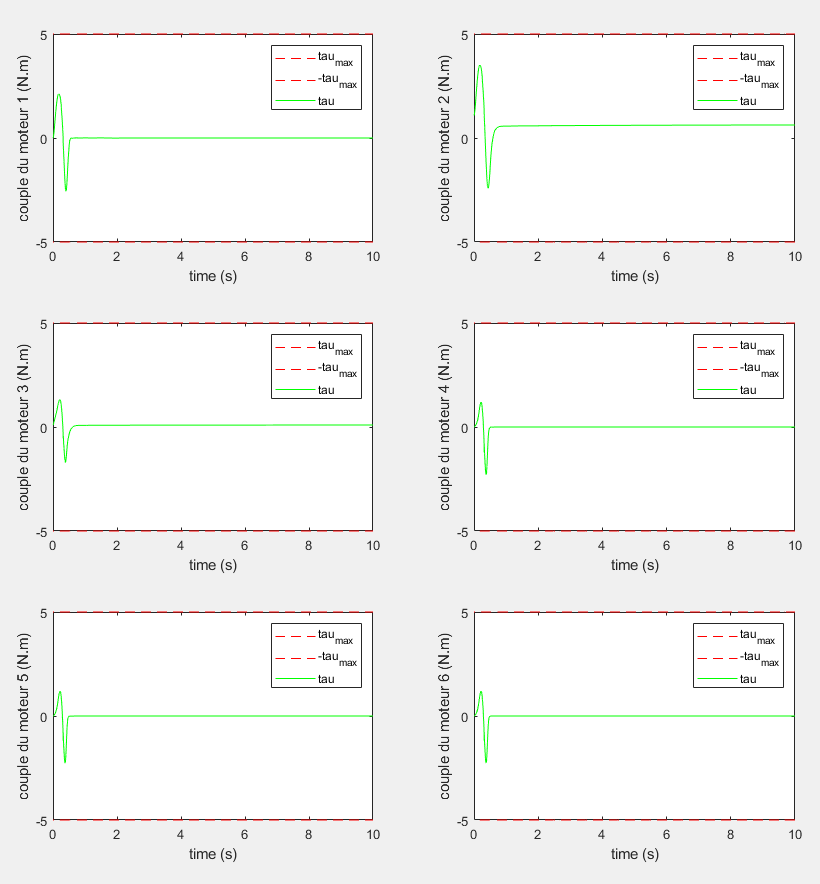 couple du moteur 1 (N.m)
5
0
-5
0 2 4 6 8 10
time (s)
tau_max
-tau_max
tau
couple du moteur 2 (N.m)
5
0
-5
0 2 4 6 8 10
time (s)
tau_max
-tau_max
tau
couple du moteur 3 (N.m)
5
0
-5
0 2 4 6 8 10
time (s)
tau_max
-tau_max
tau
couple du moteur 4 (N.m)
5
0
-5
0 2 4 6 8 10
time (s)
tau_max
-tau_max
tau
couple du moteur 5 (N.m)
5
0
-5
0 2 4 6 8 10
time (s)
tau_max
-tau_max
tau
couple du moteur 6 (N.m)
5
0
-5
0 2 4 6 8 10
time (s)
tau_max
-tau_max
tau